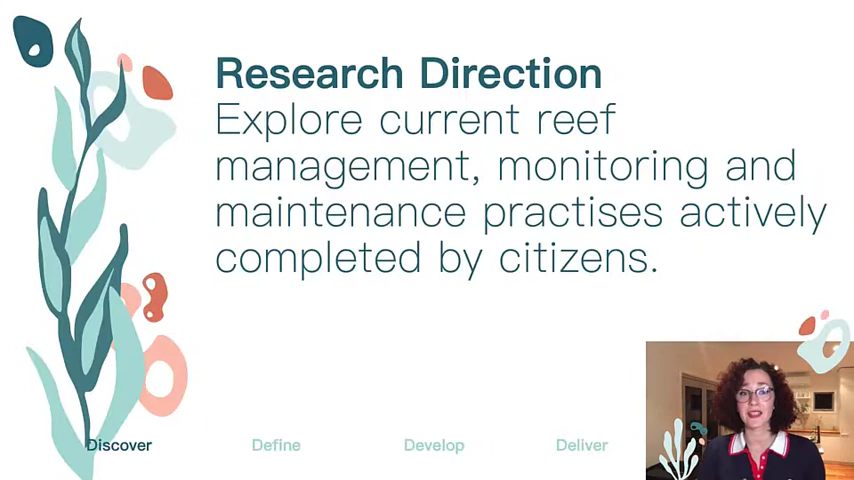 Research Direction
Explore current reef
management, monitoring and
maintenance practises actively
completed by citizens.
Discover Define Develop Deliver